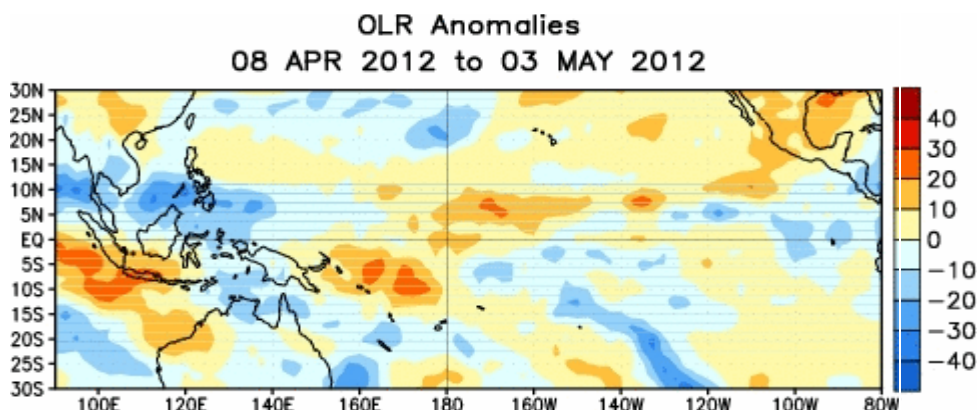 OLR Anomalies
08 APR 2012 to 03 MAY 2012
30N
25N
20N
15N
10N
5N
EQ
5S
10S
15S
20S
25S
30S
100E 120E 140E 160E 180 160W 140W 120W 100W 80W
40
30
20
10
0
-10
-20
-30
-40